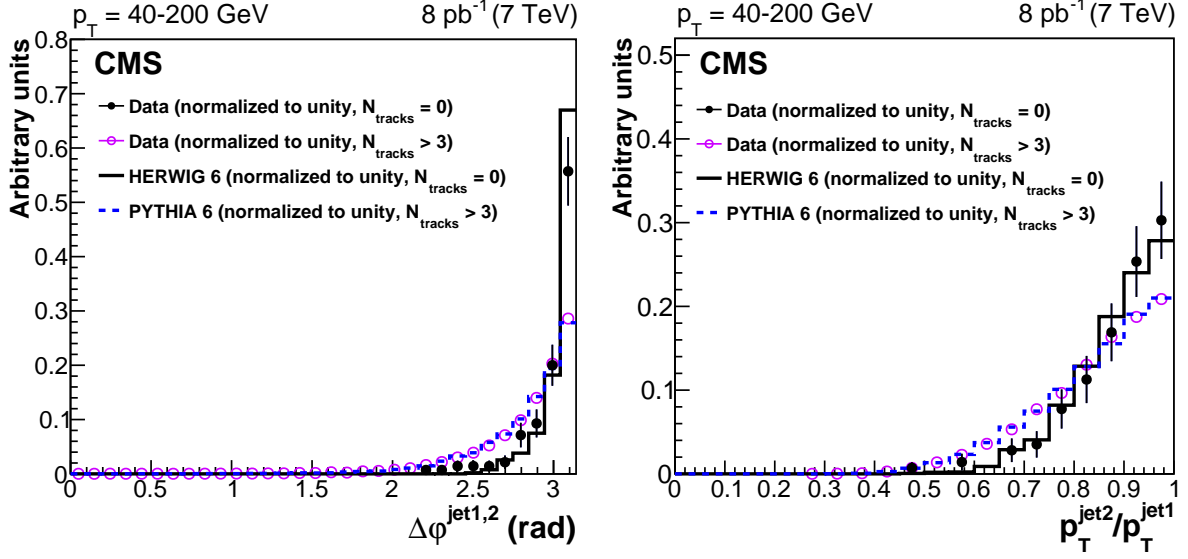 p_T = 40-200 GeV 8 pb^-1 (7 TeV)
CMS
Data (normalized to unity, N_tracks = 0)
Data (normalized to unity, N_tracks > 3)
HERWIG 6 (normalized to unity, N_tracks = 0)
PYTHIA 6 (normalized to unity, N_tracks > 3)
Arbitrary units
0.8
0.7
0.6
0.5
0.4
0.3
0.2
0.1
0
0 0.5 1 1.5 2 2.5 3
Δφ^jet1,2 (rad)
p_T = 40-200 GeV 8 pb^-1 (7 TeV)
CMS
Data (normalized to unity, N_tracks = 0)
Data (normalized to unity, N_tracks > 3)
HERWIG 6 (normalized to unity, N_tracks = 0)
PYTHIA 6 (normalized to unity, N_tracks > 3)
Arbitrary units
0.5
0.4
0.3
0.2
0.1
0
0 0.1 0.2 0.3 0.4 0.5 0.6 0.7 0.8 0.9 1
p_T^jet2/p_T^jet1